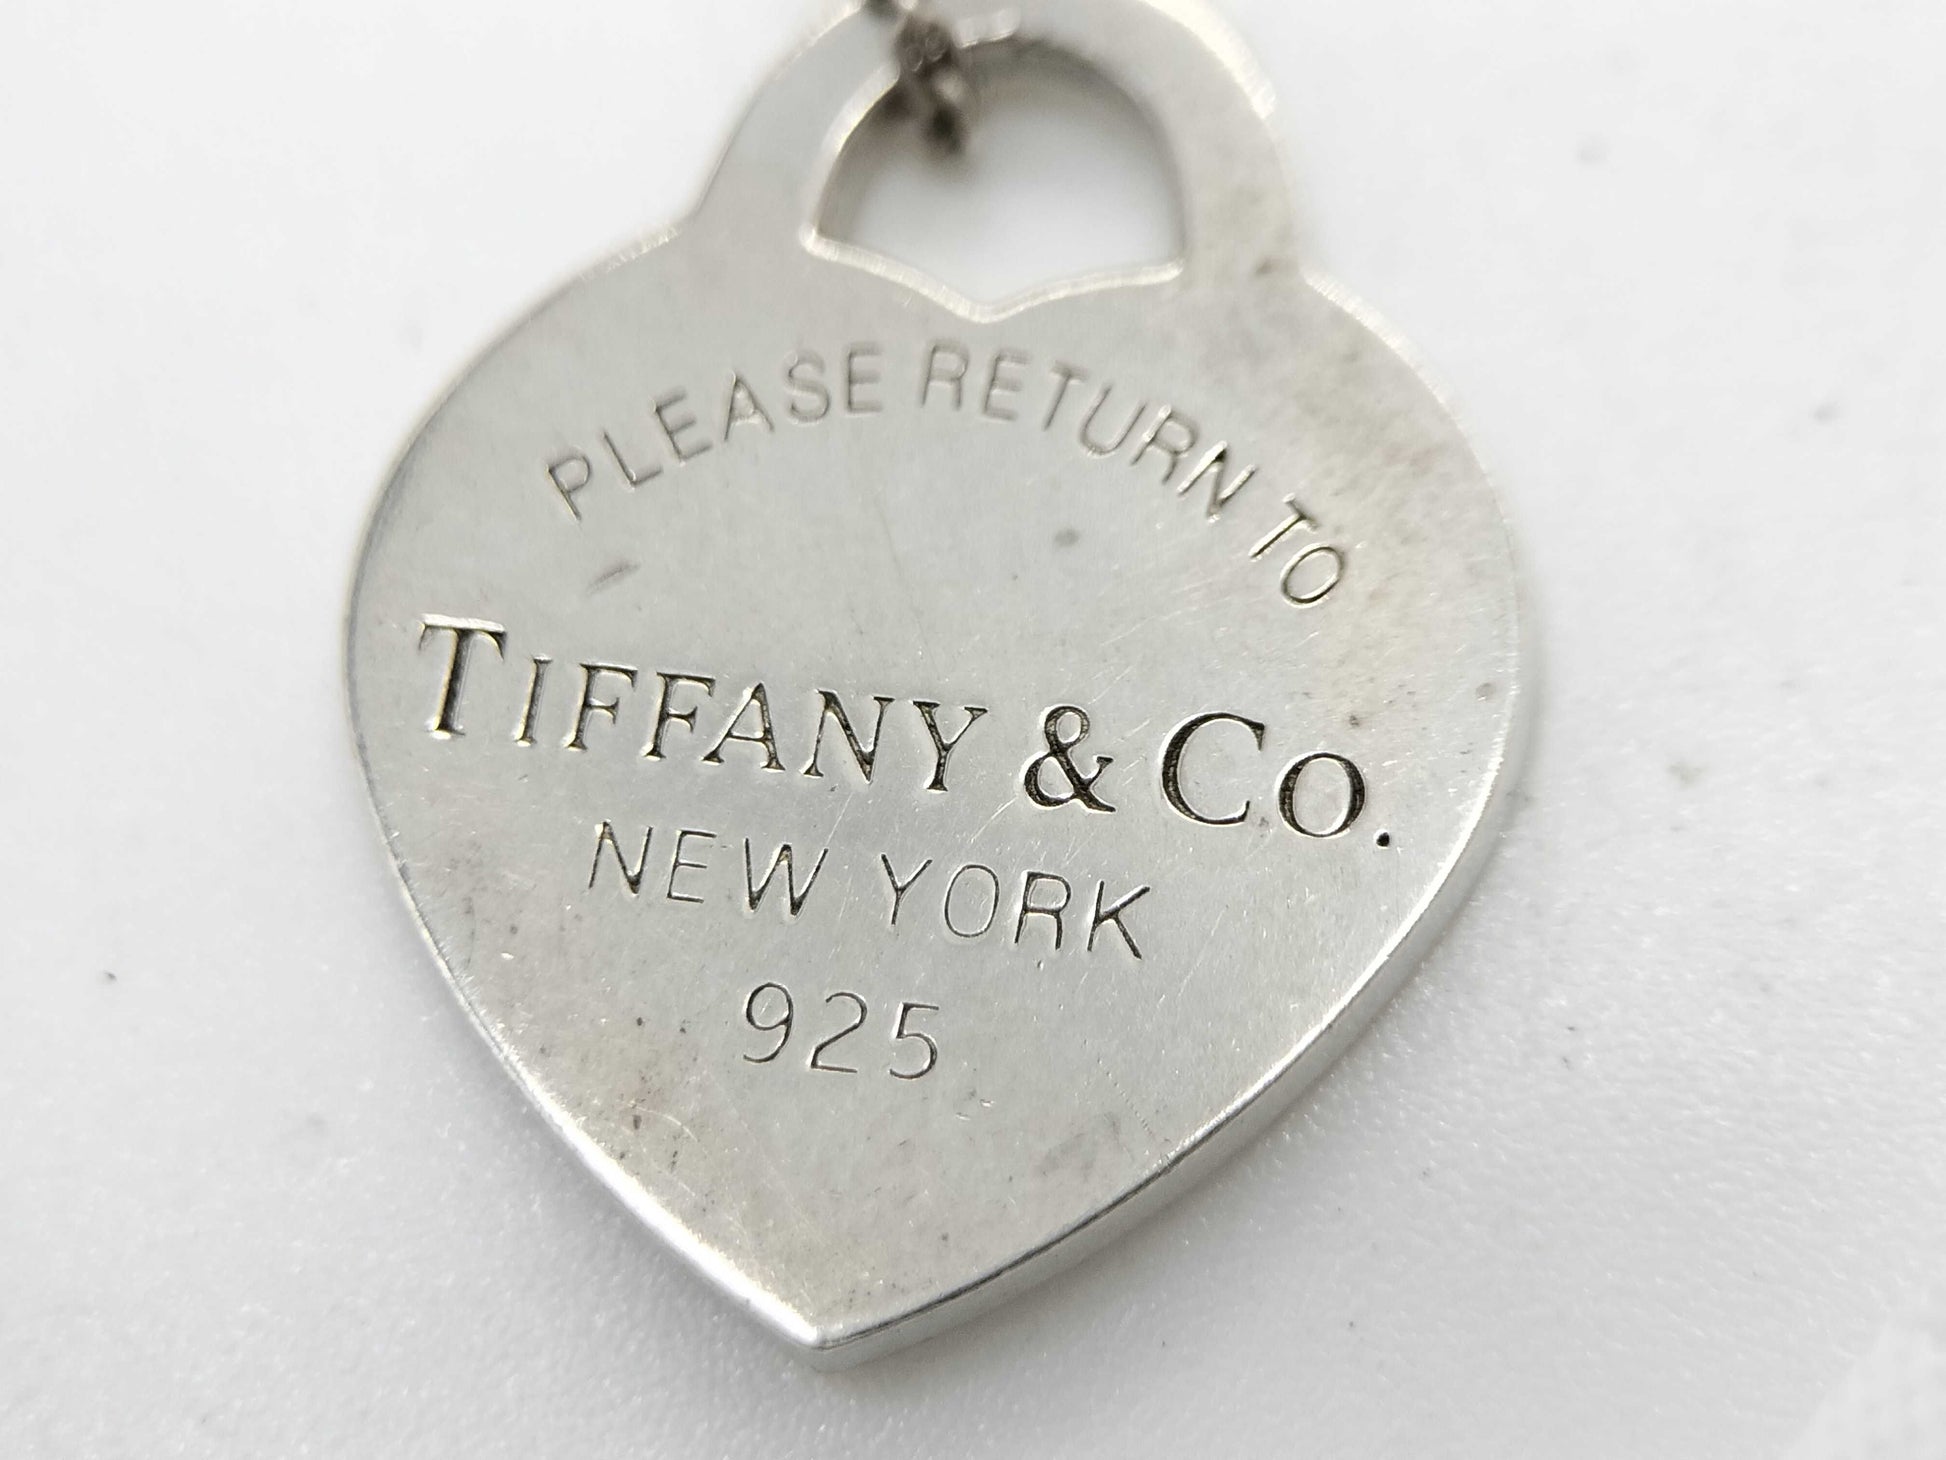 PLEASE RETURN TO
TIFFANY & CO.
NEW YORK
925